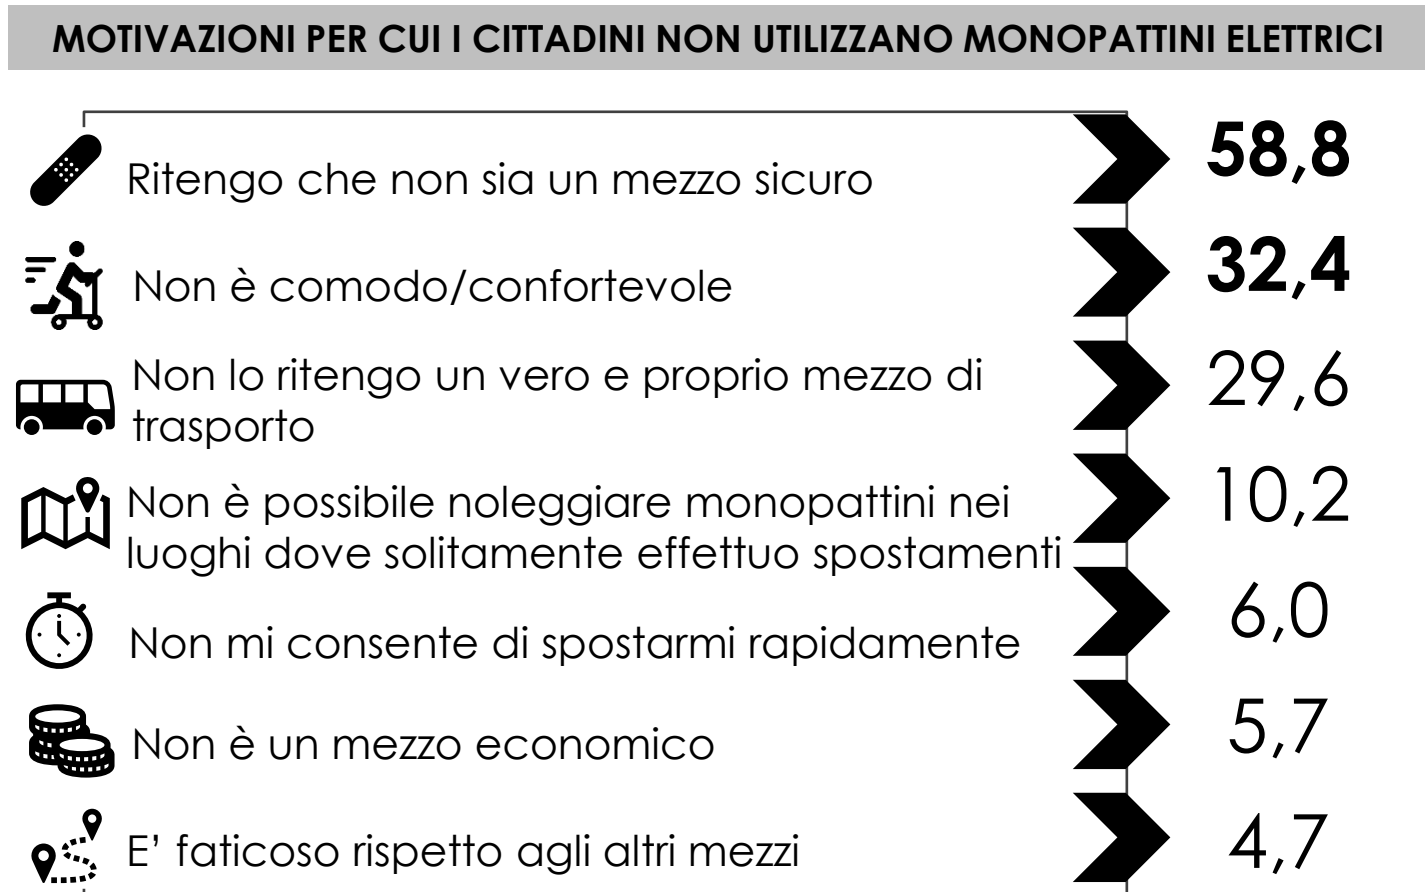 MOTIVAZIONI PER CUI I CITTADINI NON UTILIZZANO MONOPATTINI ELETTRICI
Ritengo che non sia un mezzo sicuro
58,8
Non è comodo/confortevole
32,4
Non lo ritengo un vero e proprio mezzo di
trasporto
29,6
Non è possibile noleggiare monopattini nei
luoghi dove solitamente effettuo spostamenti
10,2
Non mi consente di spostarmi rapidamente
6,0
Non è un mezzo economico
5,7
E’ faticoso rispetto agli altri mezzi
4,7